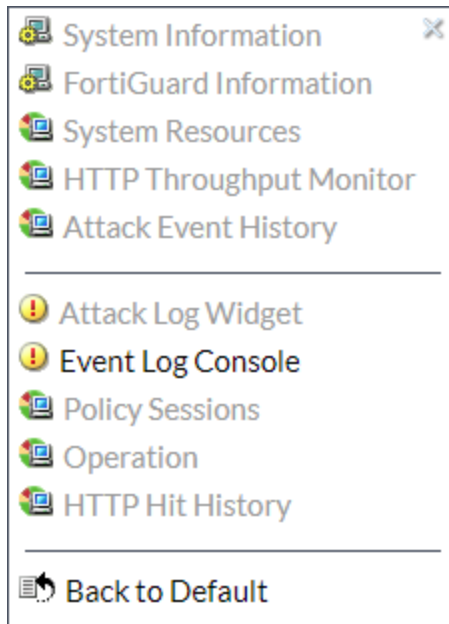 System Information
FortiGuard Information
System Resources
HTTP Throughput Monitor
Attack Event History
Attack Log Widget
Event Log Console
Policy Sessions
Operation
HTTP Hit History
Back to Default